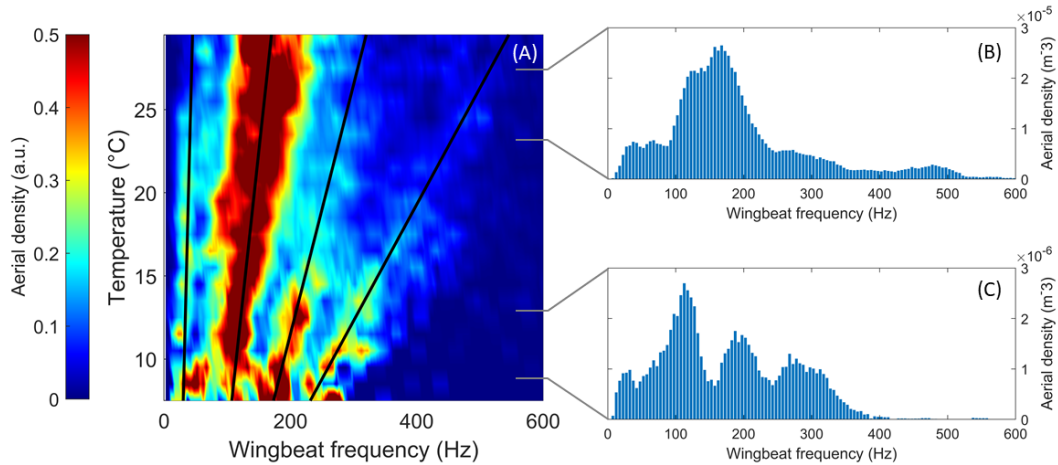 0.5
0.4
0.3
0.2
0.1
0
Aerial density (a.u.)
25
20
15
10
Temperature (°C)
(A)
0 200 400 600
Wingbeat frequency (Hz)
×10⁻⁵
3
2
1
0
Aerial density (m⁻3)
(B)
0 100 200 300 400 500 600
Wingbeat frequency (Hz)
×10⁻⁶
3
2
1
0
Aerial density (m⁻3)
(C)
0 100 200 300 400 500 600
Wingbeat frequency (Hz)